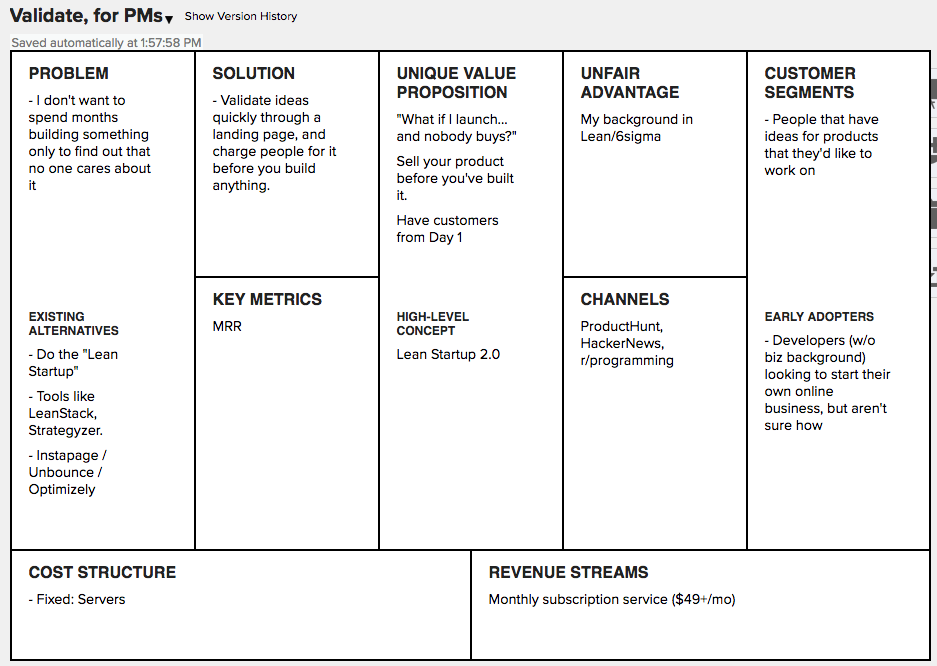 Validate, for PMs
Show Version History
Saved automatically at 1:57:58 PM
PROBLEM
- I don't want to
spend months
building something
only to find out that
no one cares about
it
EXISTING
ALTERNATIVES
- Do the "Lean
Startup"
- Tools like
LeanStack,
Strategyzer.
- Instapage /
Unbounce /
Optimizely
SOLUTION
- Validate ideas
quickly through a
landing page, and
charge people for it
before you build
anything.
KEY METRICS
MRR
UNIQUE VALUE
PROPOSITION
"What if I launch...
and nobody buys?"
Sell your product
before you've built
it.
Have customers
from Day 1
HIGH-LEVEL
CONCEPT
Lean Startup 2.0
UNFAIR
ADVANTAGE
My background in
Lean/6sigma
CHANNELS
ProductHunt,
HackerNews,
r/programming
CUSTOMER
SEGMENTS
- People that have
ideas for products
that they'd like to
work on
EARLY ADOPTERS
- Developers (w/o
biz background)
looking to start their
own online
business, but aren't
sure how
COST STRUCTURE
- Fixed: Servers
REVENUE STREAMS
Monthly subscription service ($49+/mo)